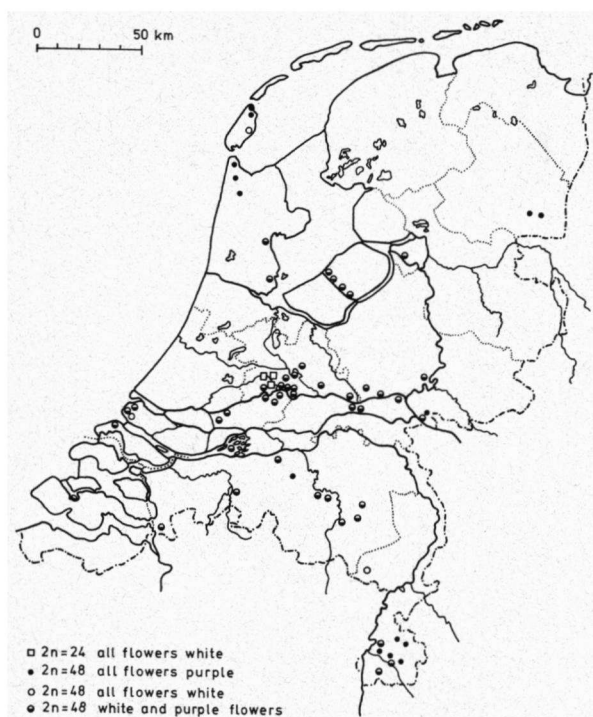 0 50 km
2n=24 all flowers white
2n=48 all flowers purple
2n=48 all flowers white
2n=48 white and purple flowers